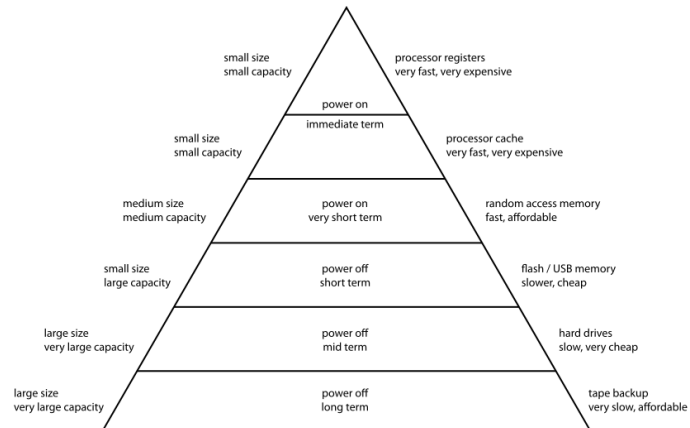 small size
small capacity
processor registers
very fast, very expensive
power on
immediate term
small size
small capacity
processor cache
very fast, very expensive
medium size
medium capacity
power on
very short term
random access memory
fast, affordable
small size
large capacity
power off
short term
flash / USB memory
slower, cheap
large size
very large capacity
power off
mid term
hard drives
slow, very cheap
large size
very large capacity
power off
long term
tape backup
very slow, affordable